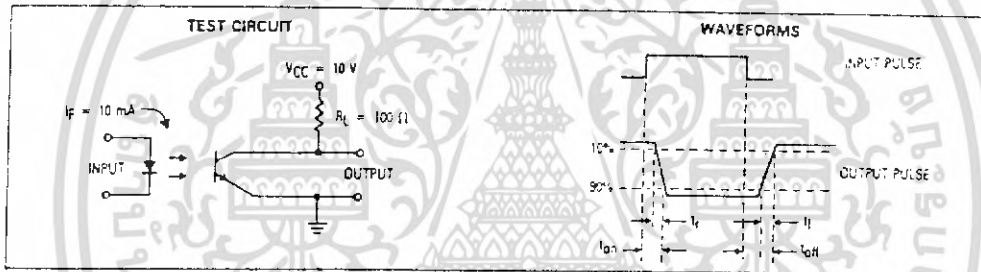 TEST CIRCUIT
VCC = 10 V
IF = 10 mA
RL = 100 Ω
INPUT
OUTPUT
WAVEFORMS
INPUT PULSE
10%
90%
OUTPUT PULSE
tr
tf
ton
toff